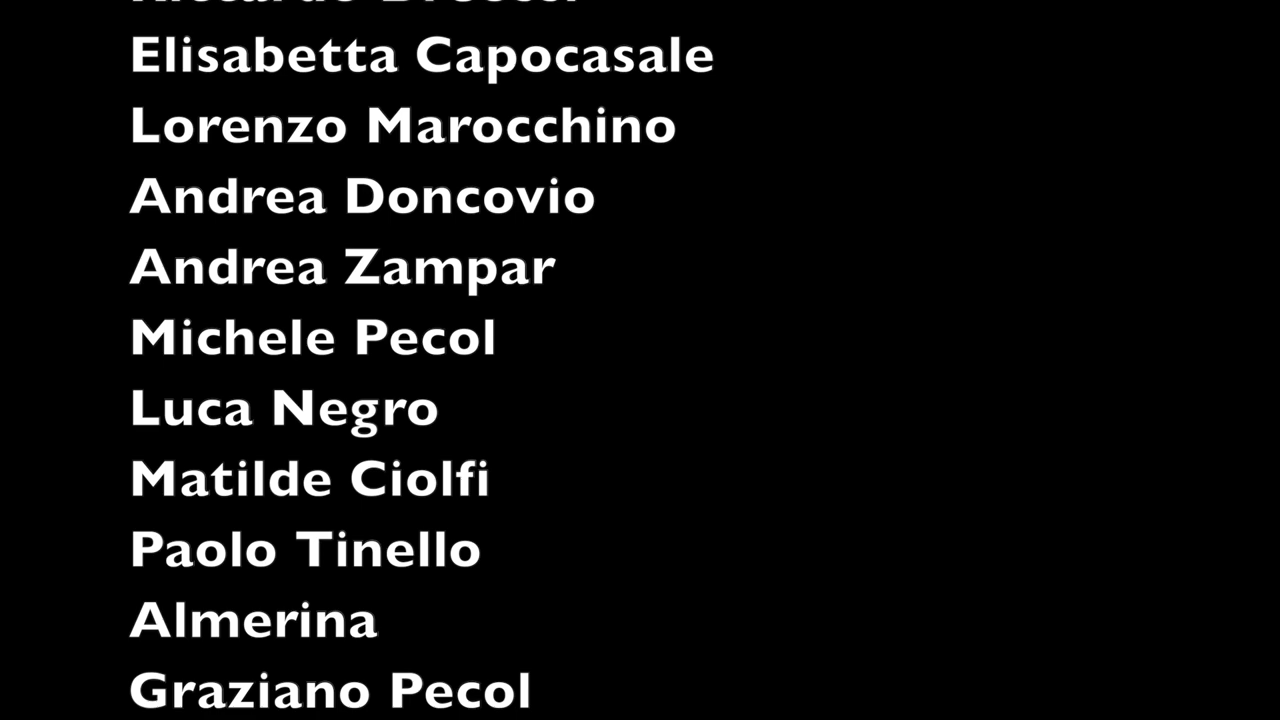 Elisabetta Capocasale
Lorenzo Marocchino
Andrea Doncovio
Andrea Zampar
Michele Pecol
Luca Negro
Matilde Ciolfi
Paolo Tinello
Almerina
Graziano Pecol